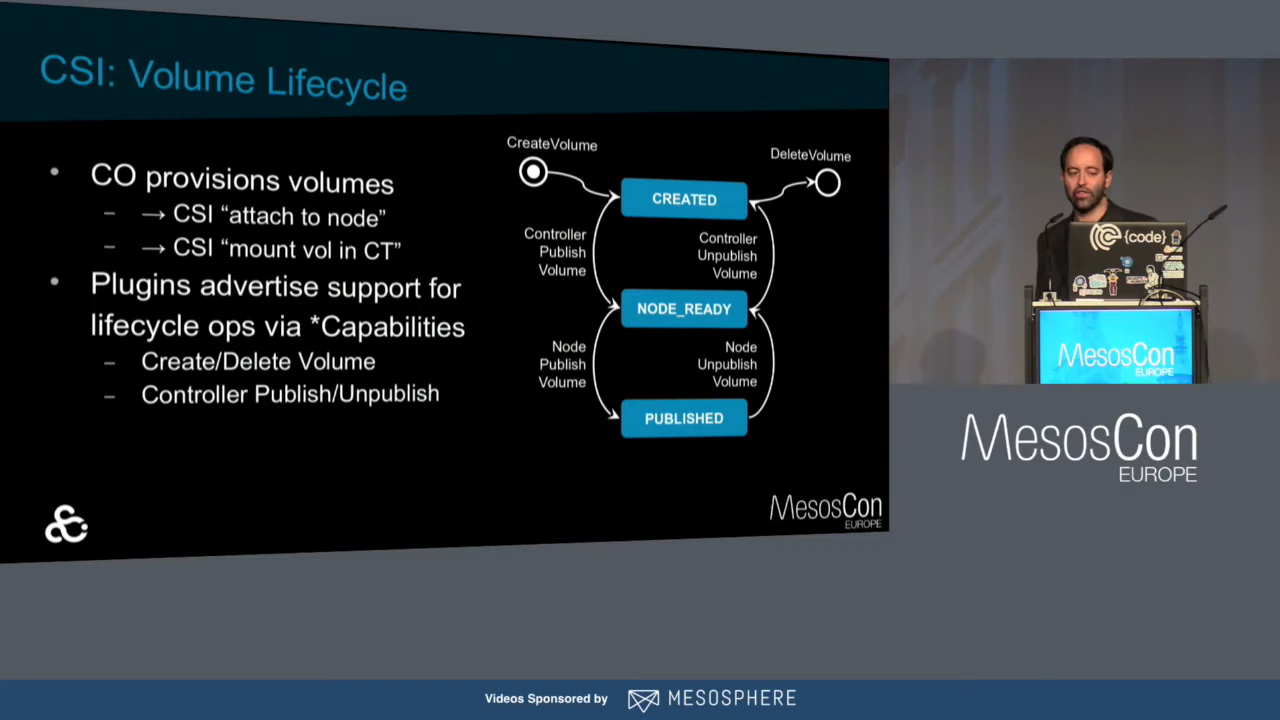 CSI: Volume Lifecycle
• CO provisions volumes
– → CSI “attach to node”
– → CSI “mount vol in CT”
• Plugins advertise support for
lifecycle ops via *Capabilities
– Create/Delete Volume
– Controller Publish/Unpublish
CreateVolume
DeleteVolume
CREATED
Controller
Publish
Volume
Controller
Unpublish
Volume
NODE_READY
Node
Publish
Volume
Node
Unpublish
Volume
PUBLISHED
MesosCon
EUROPE
{code}
MesosCon
EUROPE
MesosCon
EUROPE
Videos Sponsored by
MESOSPHERE